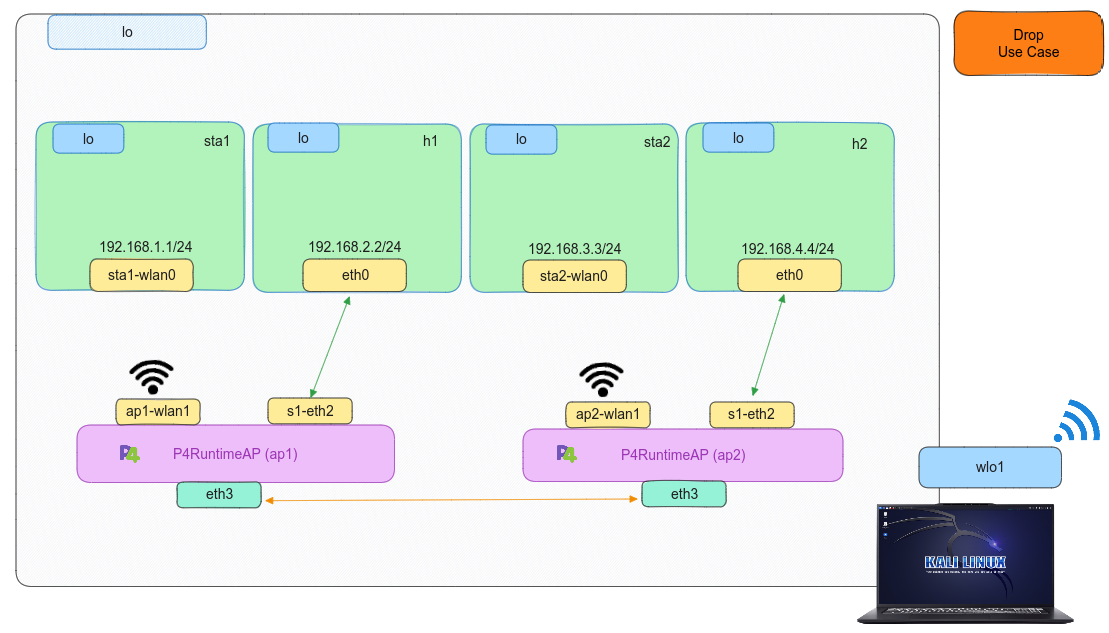 lo
Drop
Use Case
lo
sta1
lo
h1
lo
sta2
lo
h2
192.168.1.1/24
192.168.2.2/24
192.168.3.3/24
192.168.4.4/24
sta1-wlan0
eth0
sta2-wlan0
eth0
ap1-wlan1
s1-eth2
ap2-wlan1
s1-eth2
P4 P4RuntimeAP (ap1)
P4 P4RuntimeAP (ap2)
wlo1
eth3
eth3
KALI LINUX